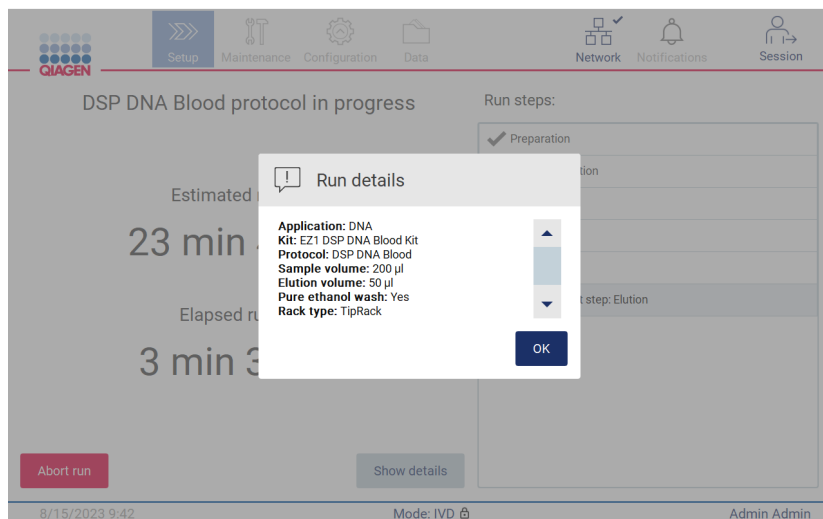 QIAGEN
Setup
Maintenance
Configuration
Data
Network
Notifications
Session
DSP DNA Blood protocol in progress
Estimated
23 min
Elapsed
3 min
Abort run
Show details
Run steps:
Preparation
step: Elution
Run details
Application: DNA
Kit: EZ1 DSP DNA Blood Kit
Protocol: DSP DNA Blood
Sample volume: 200 µl
Elution volume: 50 µl
Pure ethanol wash: Yes
Rack type: TipRack
OK
8/15/2023 9:42
Mode: IVD
Admin Admin